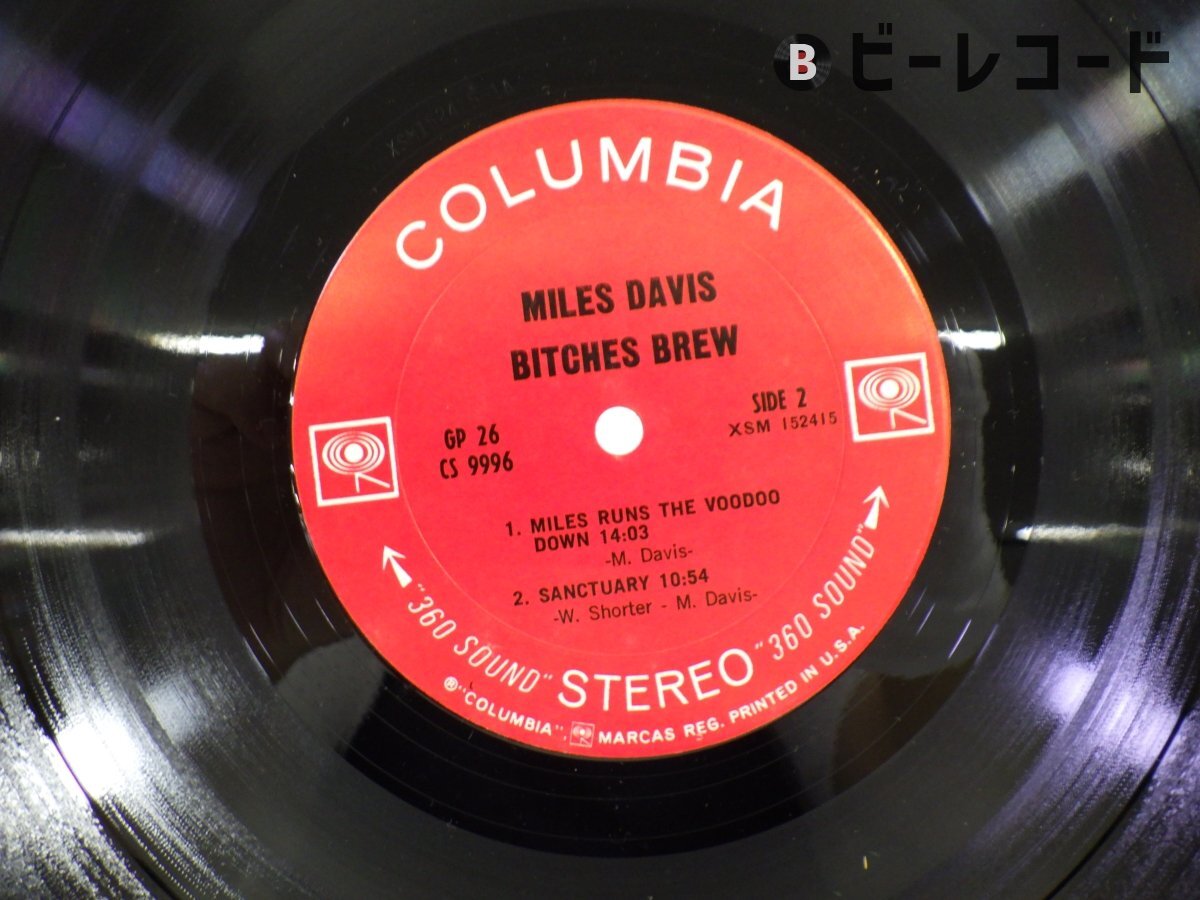 B ビーレコード
COLUMBIA
MILES DAVIS
BITCHES BREW
SIDE 2
XSM 152415
GP 26
CS 9996
1. MILES RUNS THE VOODOO
DOWN 14:03
-M. Davis-
2. SANCTUARY 10:54
-W. Shorter - M. Davis-
"360 SOUND" STEREO "360 SOUND"
® "COLUMBIA", MARCAS REG. PRINTED IN U.S.A.